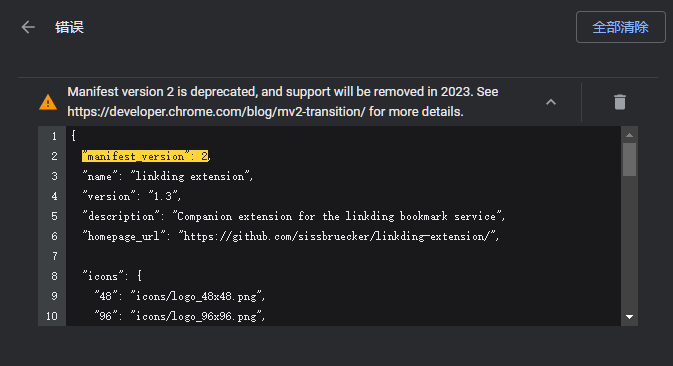 错误
全部清除
Manifest version 2 is deprecated, and support will be removed in 2023. See
https://developer.chrome.com/blog/mv2-transition/ for more details.
1 {
2 "manifest_version": 2,
3 "name": "linkding extension",
4 "version": "1.3",
5 "description": "Companion extension for the linkding bookmark service",
6 "homepage_url": "https://github.com/sissbruecker/linkding-extension/",
7
8 "icons": {
9 "48": "icons/logo_48x48.png",
10 "96": "icons/logo_96x96.png",